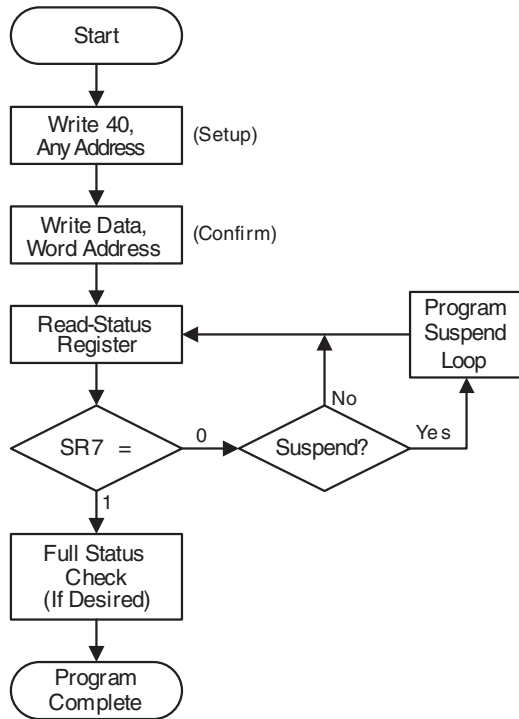 Start
Write 40,
Any Address
(Setup)
Write Data,
Word Address
(Confirm)
Read-Status
Register
Program
Suspend
Loop
No
SR7 =
0
Suspend?
Yes
1
Full Status
Check
(If Desired)
Program
Complete